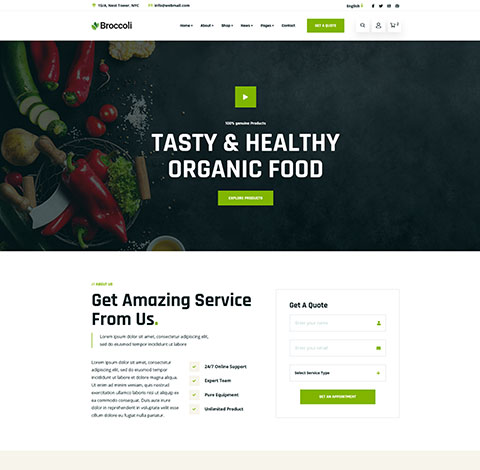 15/A, Nest Tower, NYC
info@webmail.com
English
Broccoli
Home
About
Shop
News
Pages
Contact
GET A QUOTE
2
100% genuine Products
TASTY & HEALTHY
ORGANIC FOOD
EXPLORE PRODUCTS
// ABOUT US
Get Amazing Service
From Us.
Lorem ipsum dolor sit amet, consectetur adipiscing elit,
sed do eiusmod tempor incididunt ut labore
Lorem ipsum dolor sit amet, consectetur
adipiscing elit, sed do eiusmod tempor
incididunt ut labore et dolore magna aliqua.
Ut enim ad minim veniam, quis nostrud
exercitation ullamco laboris nisi ut aliquip ex
ea commodo consequat. Duis aute irure
dolor in reprehenderit in voluptate velit esse
cillum dolore eu fugiat nulla pariatur.
24/7 Online Support
Expert Team
Pure Equipment
Unlimited Product
Get A Quote
Enter your name
Enter your email
Select Service Type
GET AN APPOINTMENT